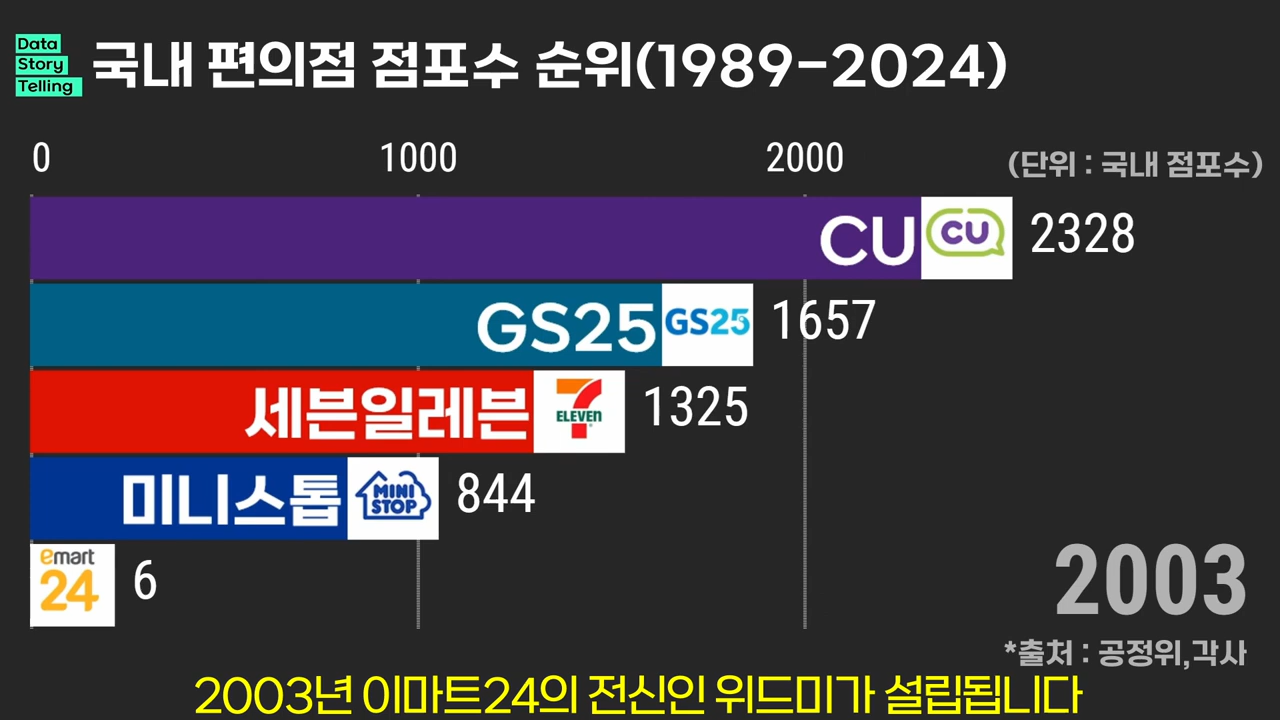 Data
Story
Telling
국내 편의점 점포수 순위(1989-2024)
0 1000 2000
(단위 : 국내 점포수)
CU CU 2328
GS25 GS25 1657
세븐일레븐 7 ELEVEN 1325
미니스톱 MINI STOP 844
emart 24 6
2003
*출처 : 공정위,각사
2003년 이마트24의 전신인 위드미가 설립됩니다